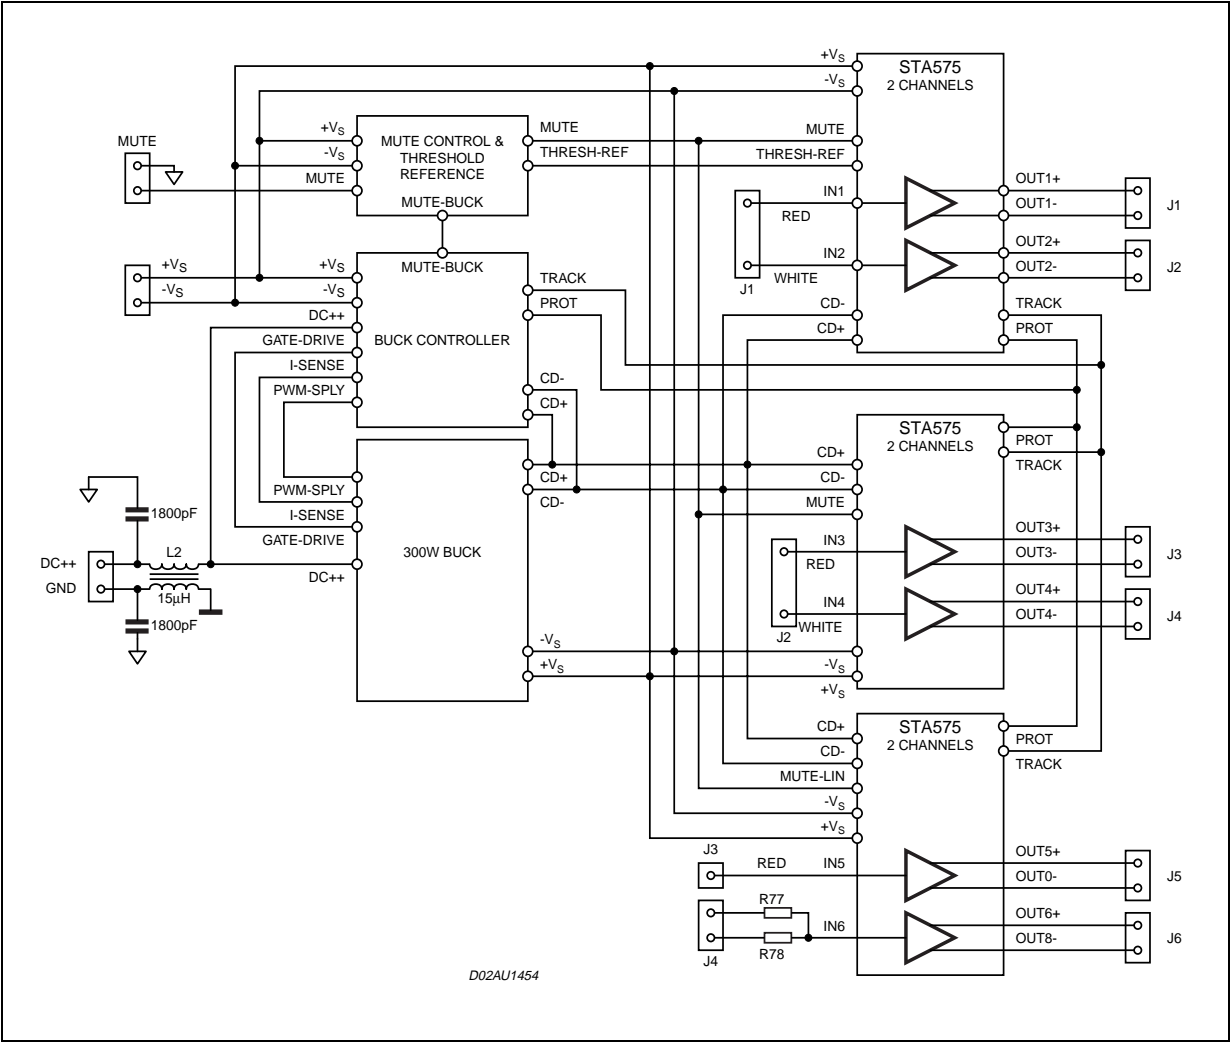 +VS
-VS
STA575
2 CHANNELS
MUTE
THRESH-REF
IN1
RED
IN2
WHITE
J1
CD-
CD+
OUT1+
OUT1-
J1
OUT2+
OUT2-
J2
TRACK
PROT
MUTE
+VS
-VS
MUTE
MUTE CONTROL &
THRESHOLD
REFERENCE
MUTE-BUCK
MUTE
THRESH-REF
+VS
-VS
+VS
-VS
DC++
GATE-DRIVE
I-SENSE
PWM-SPLY
MUTE-BUCK
BUCK CONTROLLER
TRACK
PROT
CD-
CD+
CD+
CD-
PWM-SPLY
I-SENSE
GATE-DRIVE
DC++
300W BUCK
-VS
+VS
1800pF
DC++
GND
L2
15μH
1800pF
STA575
2 CHANNELS
CD+
CD-
MUTE
IN3
RED
IN4
WHITE
J2
-VS
+VS
PROT
TRACK
OUT3+
OUT3-
J3
OUT4+
OUT4-
J4
STA575
2 CHANNELS
CD+
CD-
MUTE-LIN
-VS
+VS
PROT
TRACK
J3
RED
IN5
R77
IN6
R78
J4
OUT5+
OUT0-
J5
OUT6+
OUT8-
J6
D02AU1454